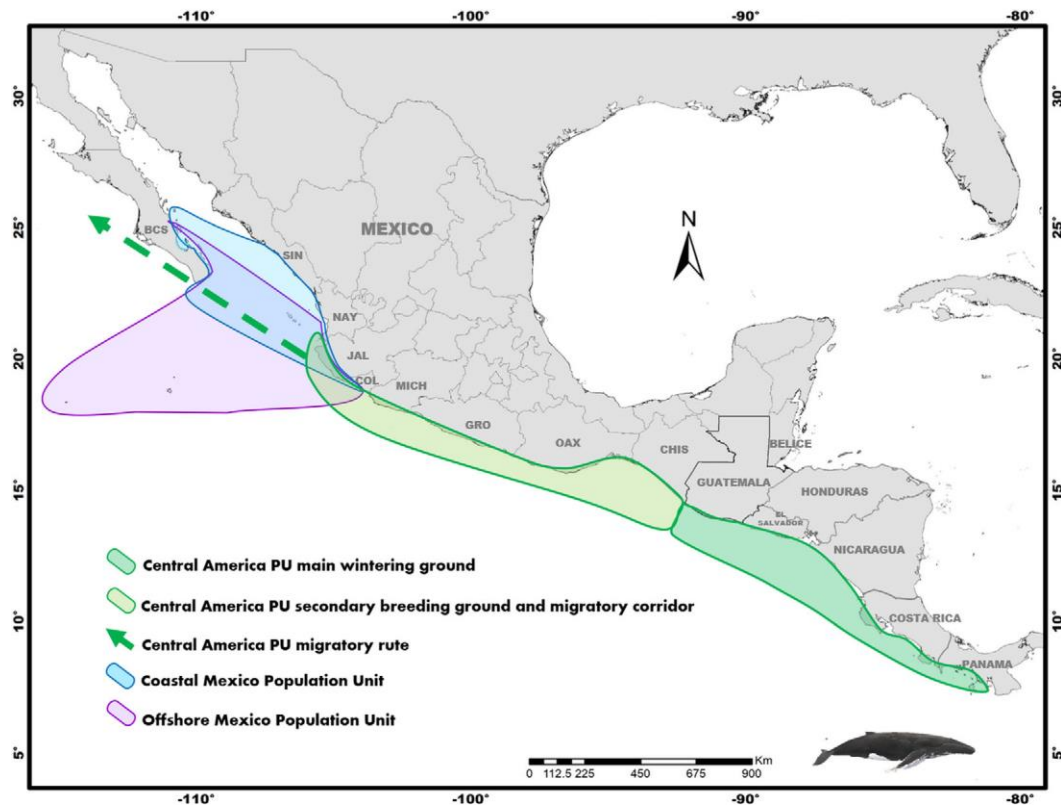 -110°
-100°
-90°
-80°
30°
30°
25°
25°
20°
20°
15°
15°
10°
10°
5°
5°
N
MEXICO
BCS
SIN
NAY
JAL
COL
MICH
GRO
OAX
CHIS
BELICE
GUATEMALA
HONDURAS
EL
SALVADOR
NICARAGUA
COSTA RICA
PANAMA
Central America PU main wintering ground
Central America PU secondary breeding ground and migratory corridor
Central America PU migratory rute
Coastal Mexico Population Unit
Offshore Mexico Population Unit
Km
0 112.5 225 450 675 900
-110°
-100°
-90°
-80°